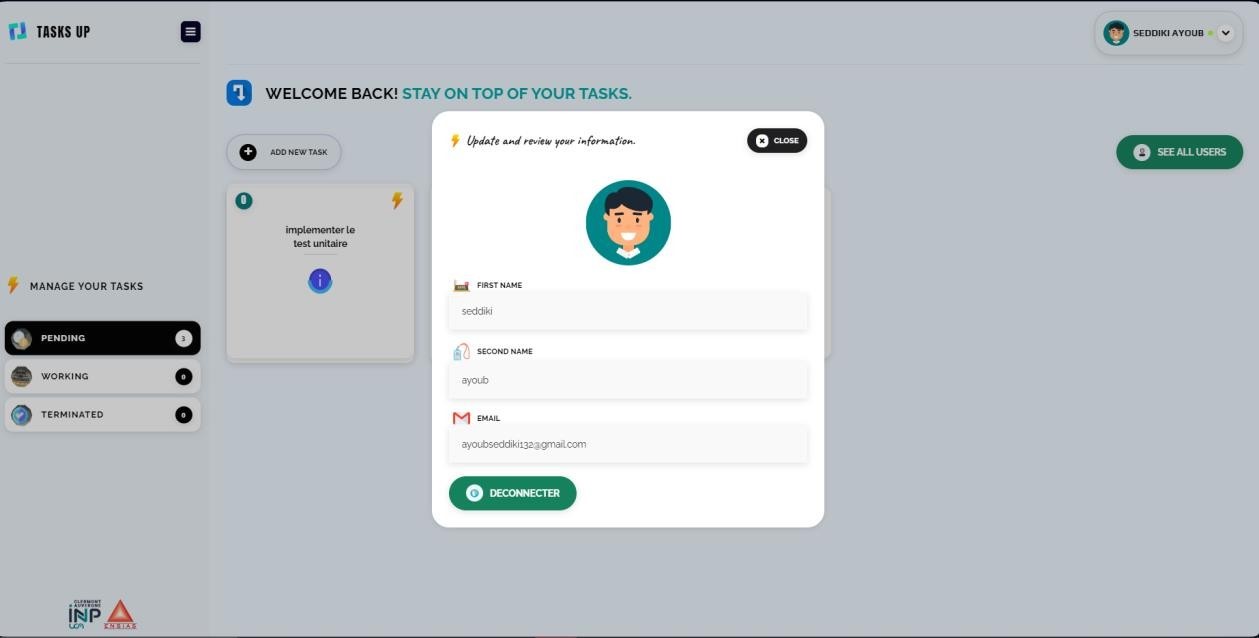 TASKS UP
SEDDIKI AYOUB
WELCOME BACK! STAY ON TOP OF YOUR TASKS.
Update and review your information.
CLOSE
ADD NEW TASK
SEE ALL USERS
0
implementer le
test unitaire
i
FIRST NAME
seddiki
SECOND NAME
ayoub
EMAIL
ayoubseddiki132@gmail.com
DECONNECTER
MANAGE YOUR TASKS
PENDING 3
WORKING 0
TERMINATED 0
CLERMONT
AUVERGNE
INP
UCA
ENSIAS